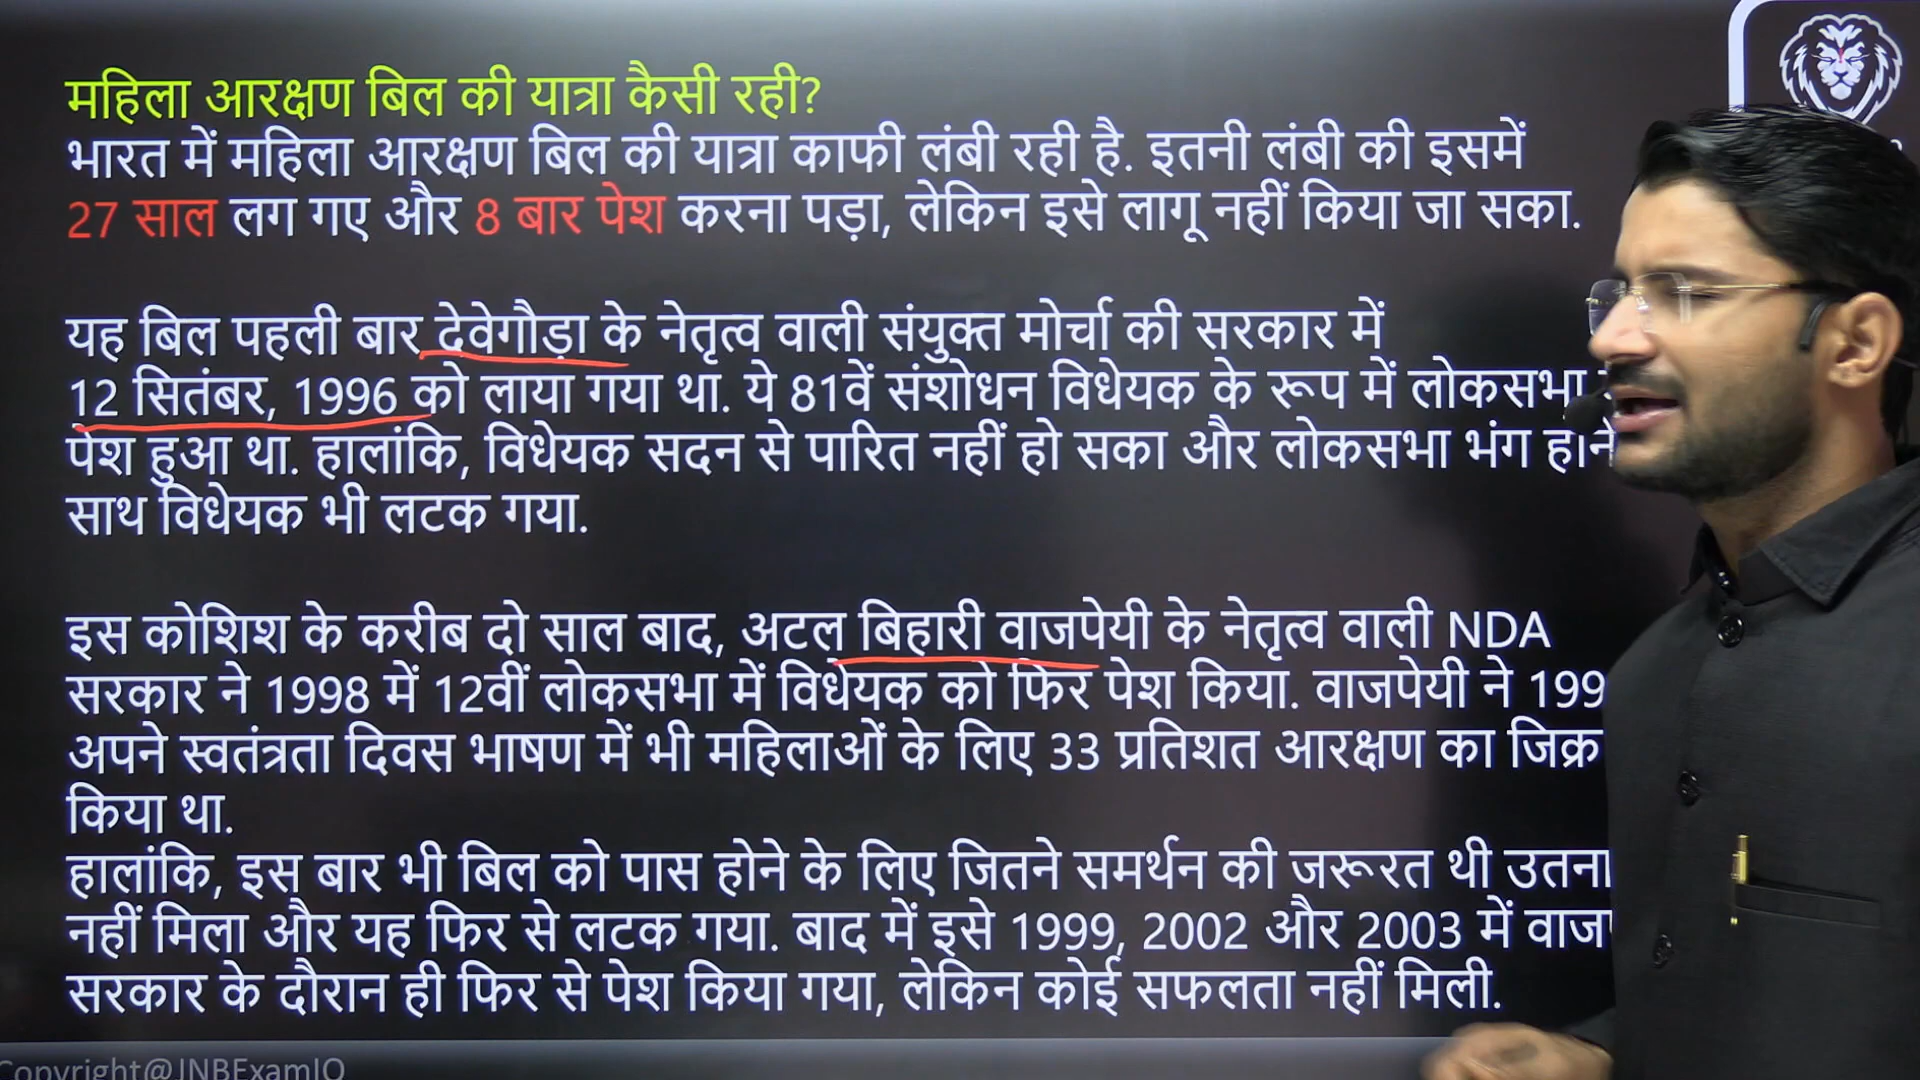 महिला आरक्षण बिल की यात्रा कैसी रही?
भारत में महिला आरक्षण बिल की यात्रा काफी लंबी रही है. इतनी लंबी की इसमें
27 साल लग गए और 8 बार पेश करना पड़ा, लेकिन इसे लागू नहीं किया जा सका.
यह बिल पहली बार देवेगौड़ा के नेतृत्व वाली संयुक्त मोर्चा की सरकार में
12 सितंबर, 1996 को लाया गया था. ये 81वें संशोधन विधेयक के रूप में लोकसभा
पेश हुआ था. हालांकि, विधेयक सदन से पारित नहीं हो सका और लोकसभा भंग होने
साथ विधेयक भी लटक गया.
इस कोशिश के करीब दो साल बाद, अटल बिहारी वाजपेयी के नेतृत्व वाली NDA
सरकार ने 1998 में 12वीं लोकसभा में विधेयक को फिर पेश किया. वाजपेयी ने 199
अपने स्वतंत्रता दिवस भाषण में भी महिलाओं के लिए 33 प्रतिशत आरक्षण का जिक्र
किया था.
हालांकि, इस बार भी बिल को पास होने के लिए जितने समर्थन की जरूरत थी उतना
नहीं मिला और यह फिर से लटक गया. बाद में इसे 1999, 2002 और 2003 में
सरकार के दौरान ही फिर से पेश किया गया, लेकिन कोई सफलता नहीं मिली.
Copyright@JNBExamIQ